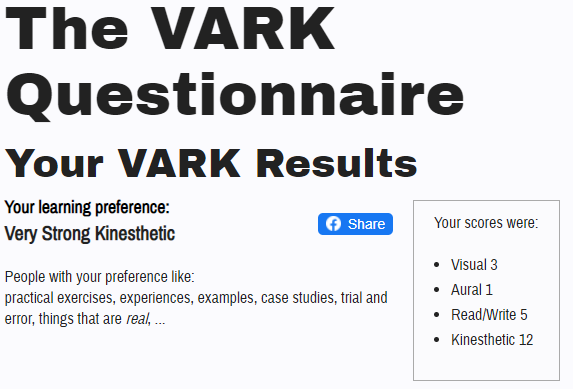 The VARK
Questionnaire
Your VARK Results
Your learning preference:
Very Strong Kinesthetic
Share
People with your preference like:
practical exercises, experiences, examples, case studies, trial and
error, things that are real, ...
Your scores were:
• Visual 3
• Aural 1
• Read/Write 5
• Kinesthetic 12